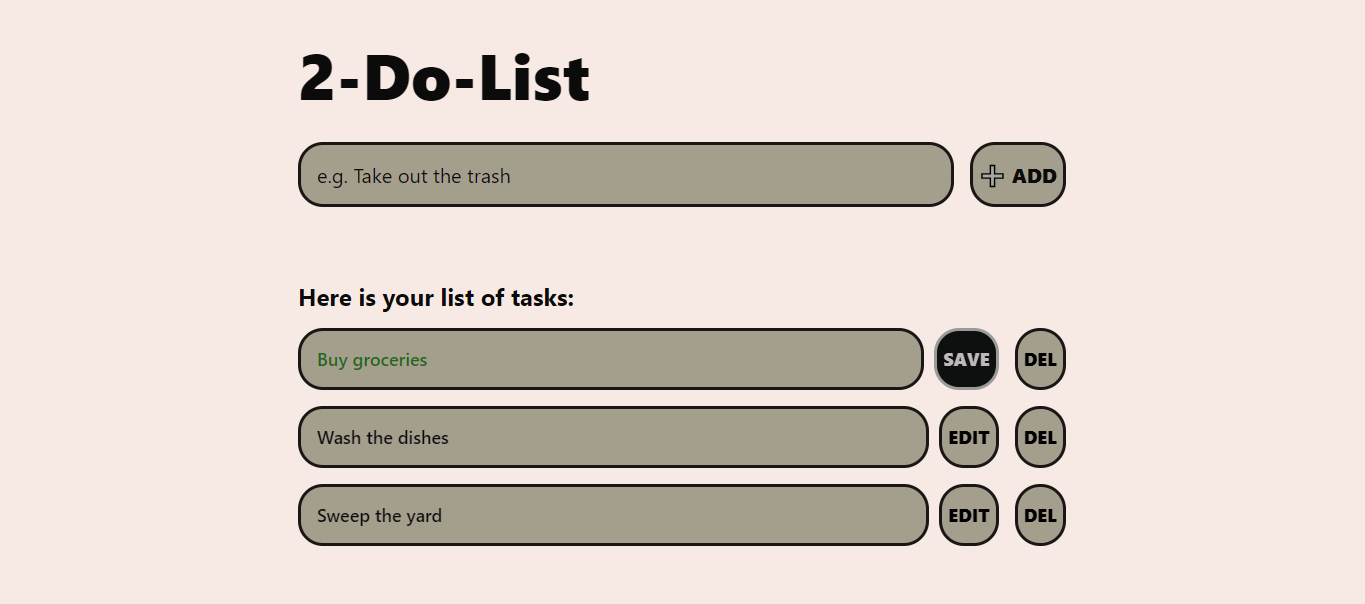 2-Do-List
e.g. Take out the trash
ADD
Here is your list of tasks:
Buy groceries SAVE DEL
Wash the dishes EDIT DEL
Sweep the yard EDIT DEL